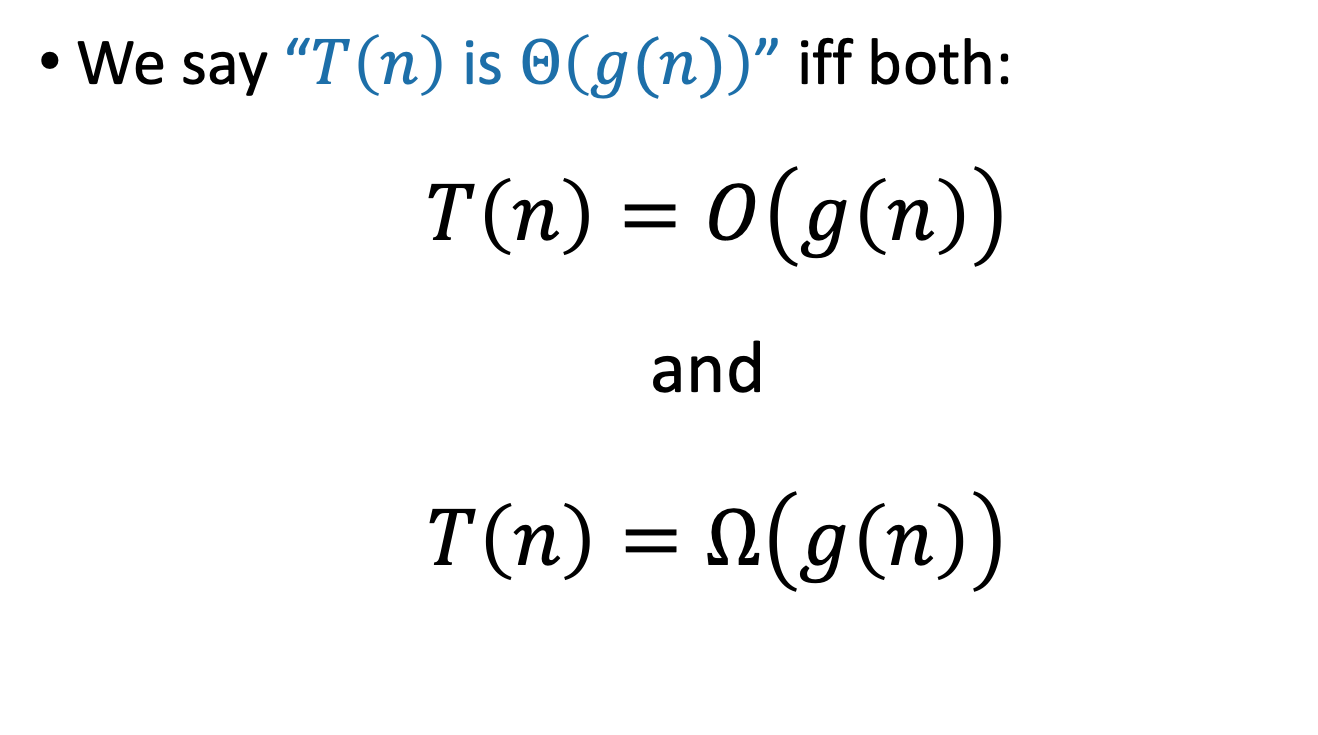 • We say “𝑇(𝑛) is Θ(𝑔(𝑛))” iff both:
𝑇(𝑛) = 𝑂(𝑔(𝑛))
and
𝑇(𝑛) = Ω(𝑔(𝑛))